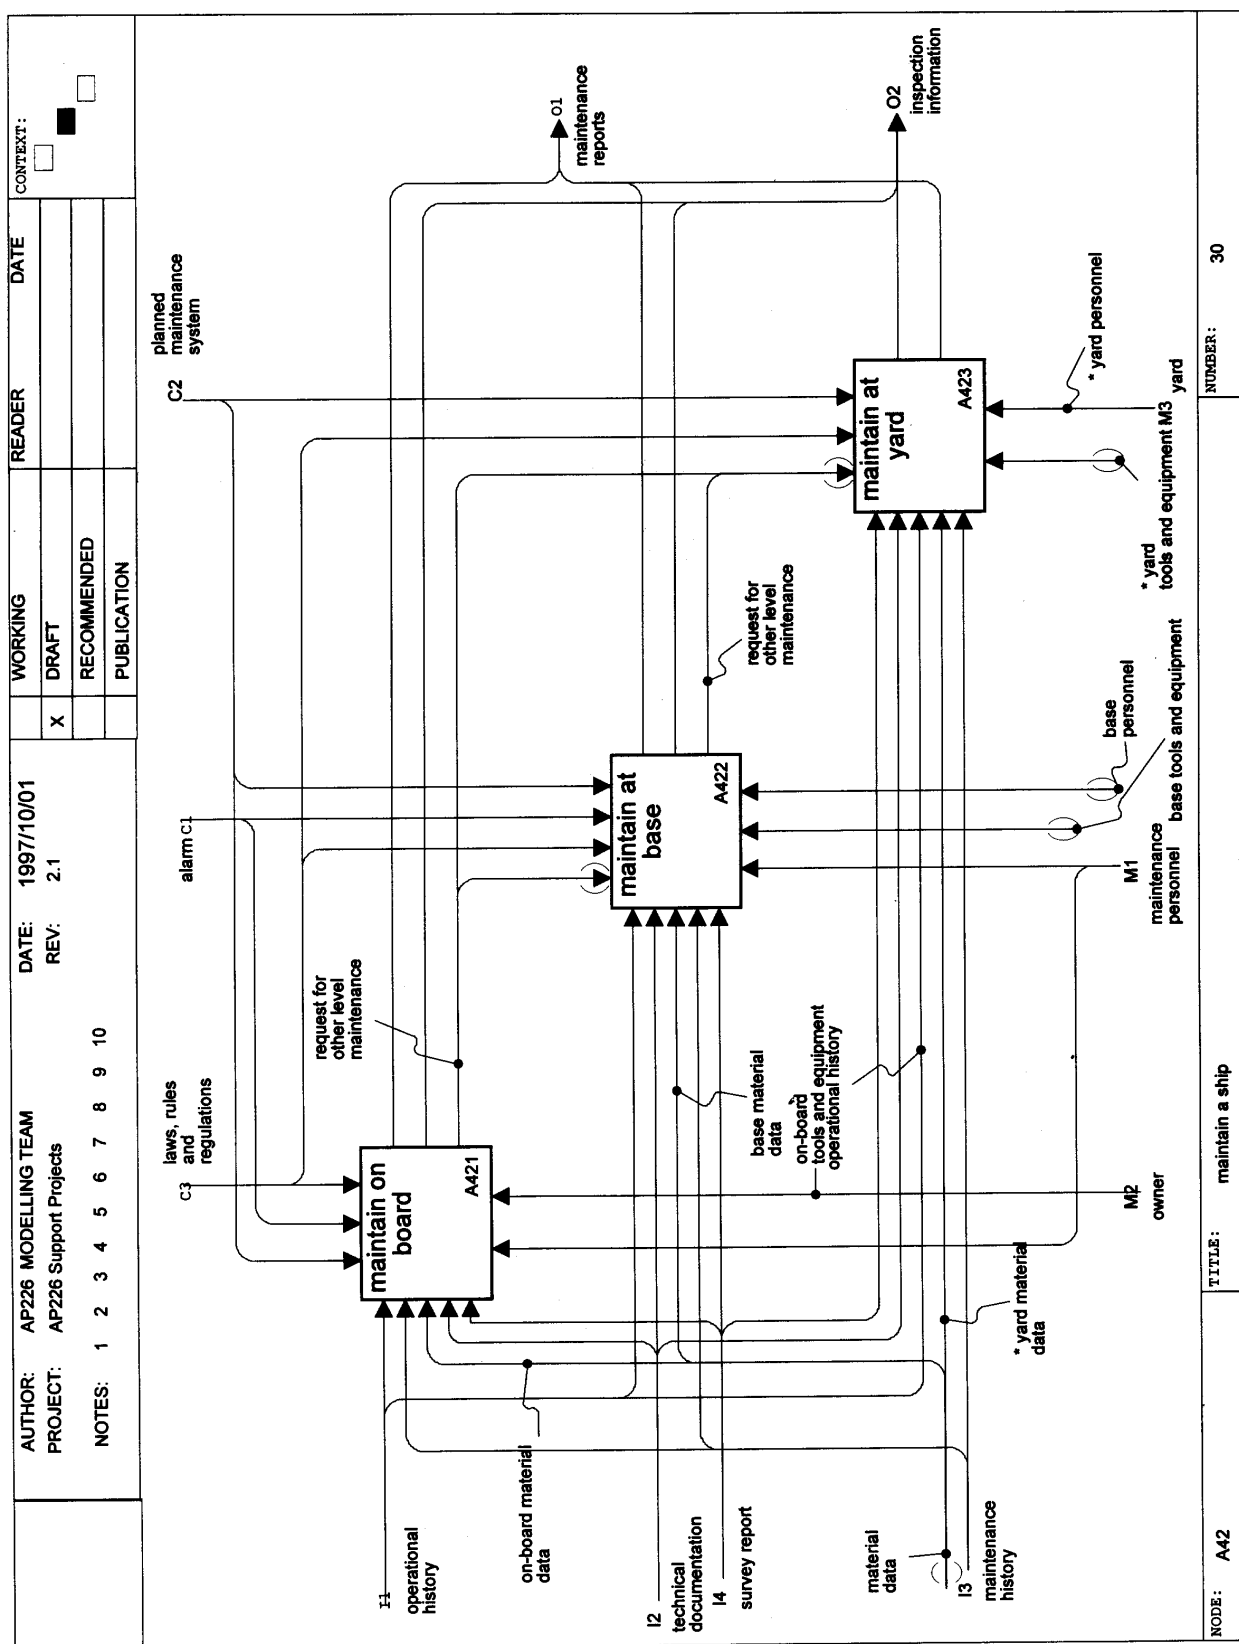 AUTHOR: AP226 MODELLING TEAM
DATE: 1997/10/01
WORKING
READER
DATE
CONTEXT:
PROJECT: AP226 Support Projects
REV: 2.1
X
DRAFT
RECOMMENDED
PUBLICATION
NOTES: 1 2 3 4 5 6 7 8 9 10
C3
laws, rules
and
regulations
alarm C1
C2
planned
maintenance
system
I1
operational
history
maintain on
board
A421
request for
other level
maintenance
O1
maintenance
reports
on-board material
data
I2
technical
documentation
I4
survey report
maintain at
base
A422
request for
other level
maintenance
base material
data
on-board
tools and equipment
operational history
material
data
I3
maintenance
history
maintain at
yard
A423
O2
inspection
information
* yard material
data
M2
owner
M1
maintenance
personnel
base
personnel
base tools and equipment
* yard
tools and equipment M3 yard
* yard personnel
NODE: A42
TITLE: maintain a ship
NUMBER: 30